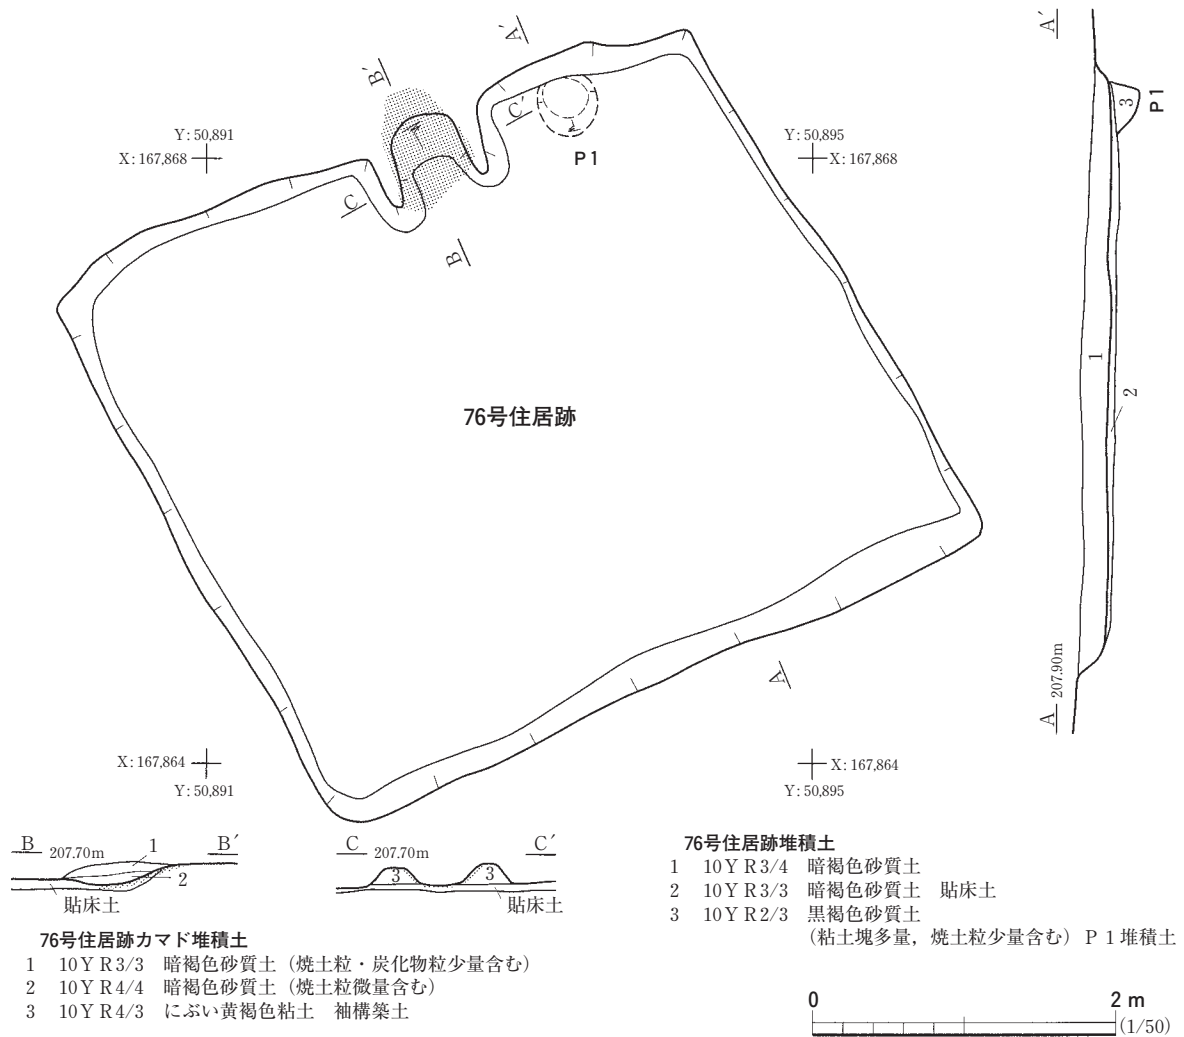 A′
B′
C′
P 1
Y : 50,891
X : 167,868
Y : 50,895
X : 167,868
C
B
76号住居跡
A′
3
P 1
1
2
A 207.90m
A
X : 167,864
Y : 50,891
X : 167,864
Y : 50,895
B 207.70m 1 B′
2
貼床土
C 207.70m C′
3 3
貼床土
76号住居跡カマド堆積土
1 10ＹＲ3/3 暗褐色砂質土（焼土粒・炭化物粒少量含む）
2 10ＹＲ4/4 暗褐色砂質土（焼土粒微量含む）
3 10ＹＲ4/3 にぶい黄褐色粘土 袖構築土
76号住居跡堆積土
1 10ＹＲ3/4 暗褐色砂質土
2 10ＹＲ3/3 暗褐色砂質土 貼床土
3 10ＹＲ2/3 黒褐色砂質土
（粘土塊多量，焼土粒少量含む）Ｐ１堆積土
0 2 m
(1/50)